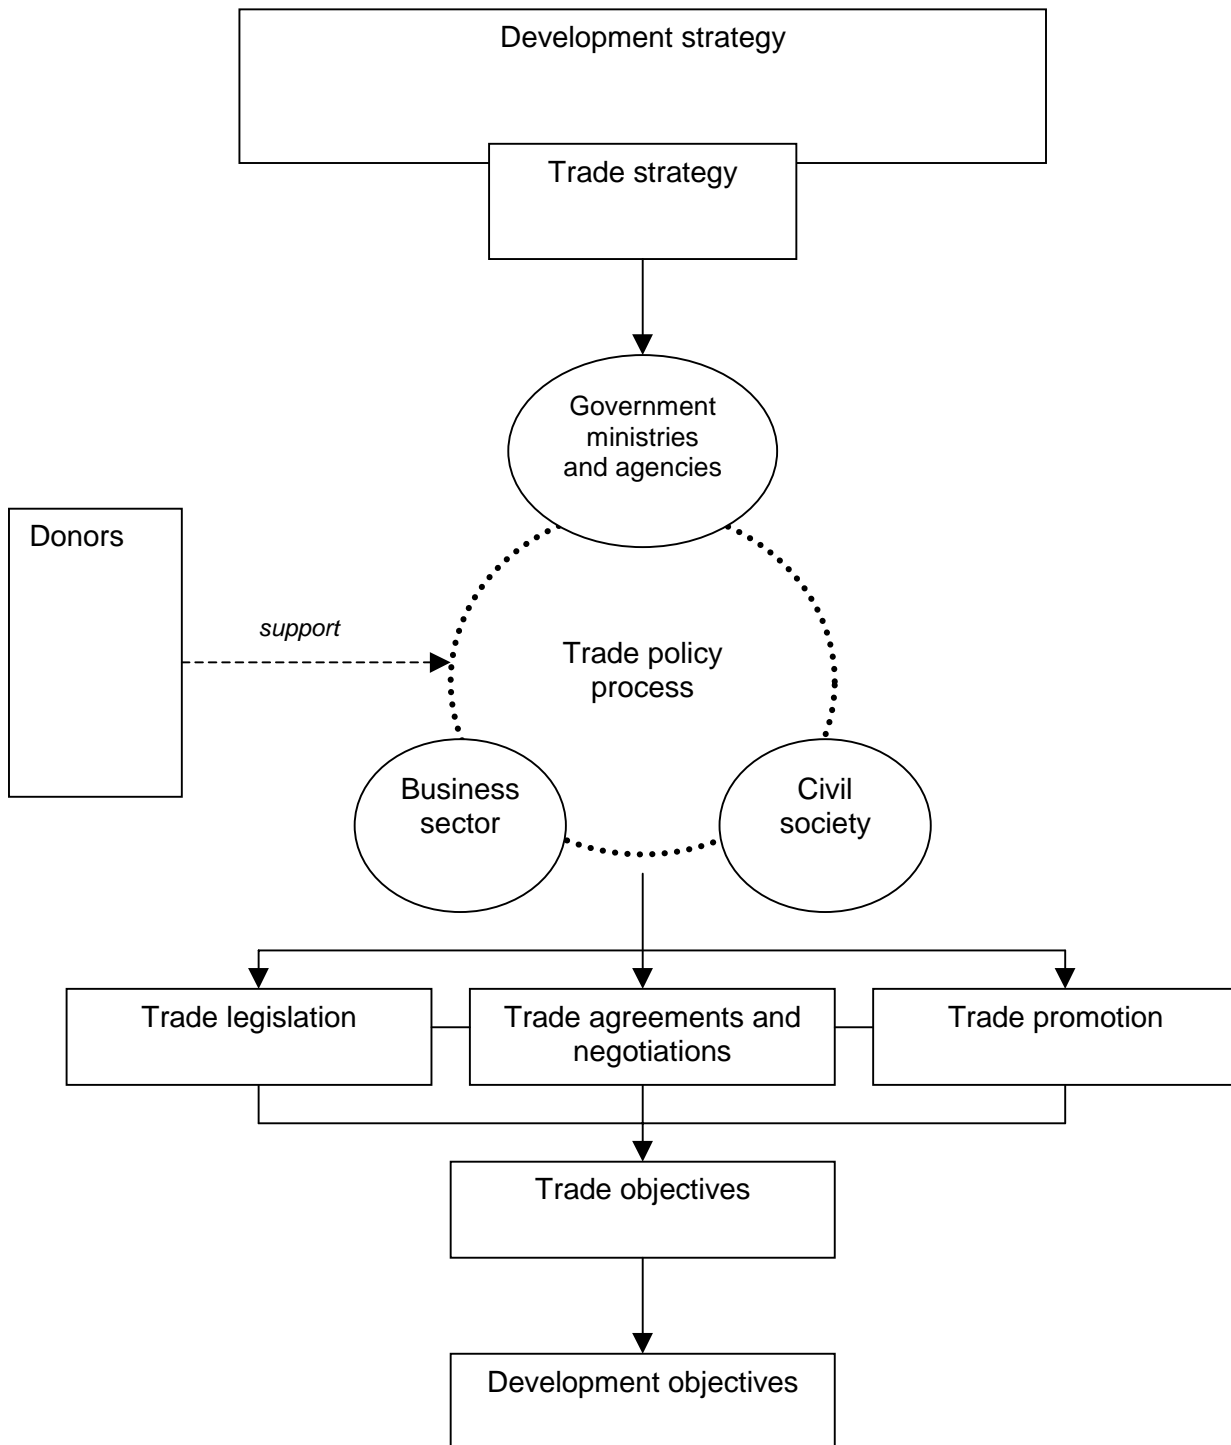 Development strategy
Trade strategy
Government
ministries
and agencies
Donors
support
Trade policy
process
Business
sector
Civil
society
Trade legislation
Trade agreements and
negotiations
Trade promotion
Trade objectives
Development objectives